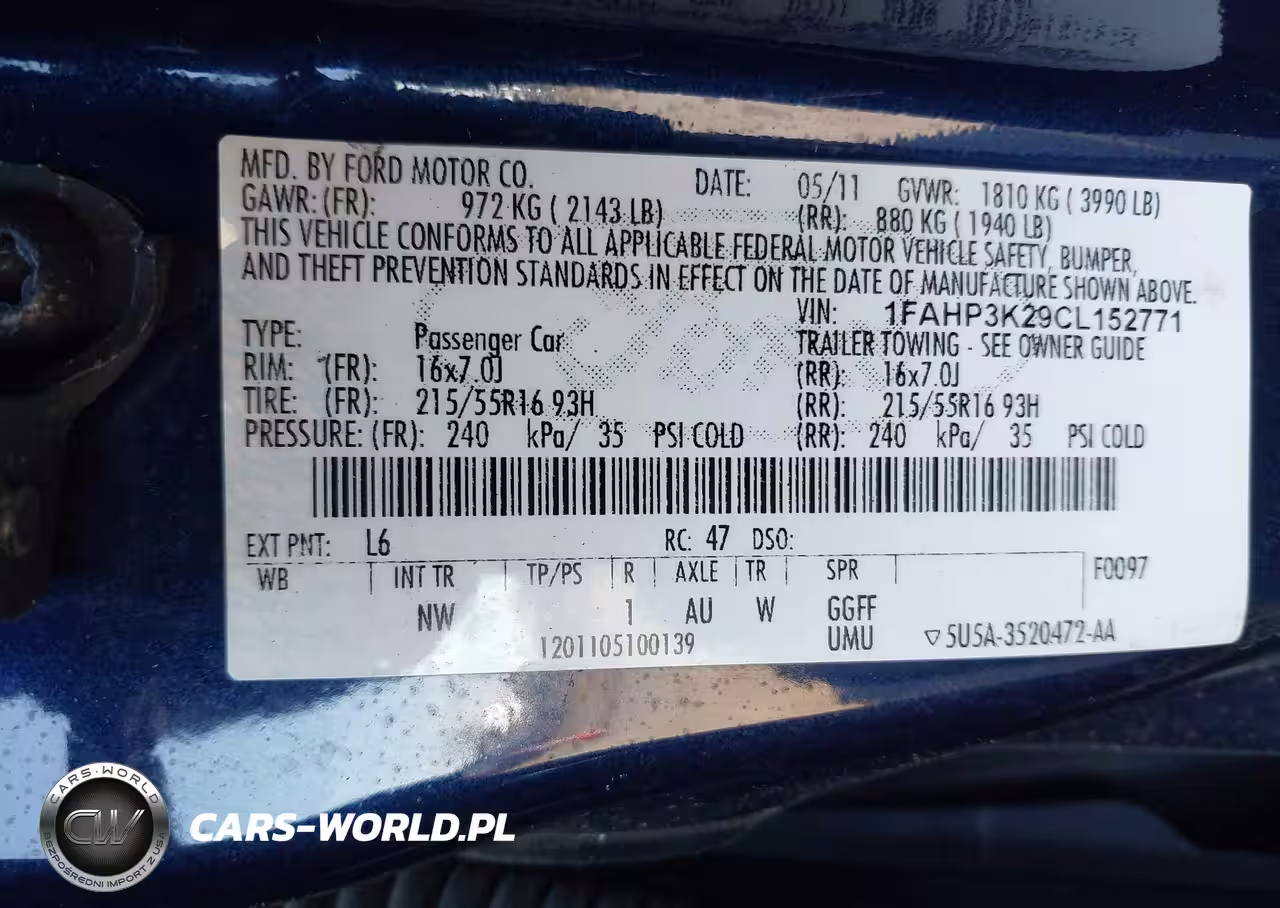 MFD. BY FORD MOTOR CO. DATE: 05/11 GVWR: 1810 KG ( 3990 LB)
GAWR: (FR): 972 KG ( 2143 LB) (RR): 880 KG ( 1940 LB)
THIS VEHICLE CONFORMS TO ALL APPLICABLE FEDERAL MOTOR VEHICLE SAFETY, BUMPER,
AND THEFT PREVENTION STANDARDS IN EFFECT ON THE DATE OF MANUFACTURE SHOWN ABOVE.
VIN: 1FAHP3K29CL152771
TYPE: Passenger Car TRAILER TOWING - SEE OWNER GUIDE
RIM: (FR): 16x7.0J (RR): 16x7.0J
TIRE: (FR): 215/55R16 93H (RR): 215/55R16 93H
PRESSURE: (FR): 240 kPa/ 35 PSI COLD (RR): 240 kPa/ 35 PSI COLD
EXT PNT: L6 RC: 47 DSO:
WB INT TR TP/PS R AXLE TR SPR F0097
NW 1 AU W GGFF
1201105100139 UMU ▽5U5A-3520472-AA
CARS-WORLD
CW
BEZPOŚREDNI IMPORT Z USA
CARS-WORLD.PL